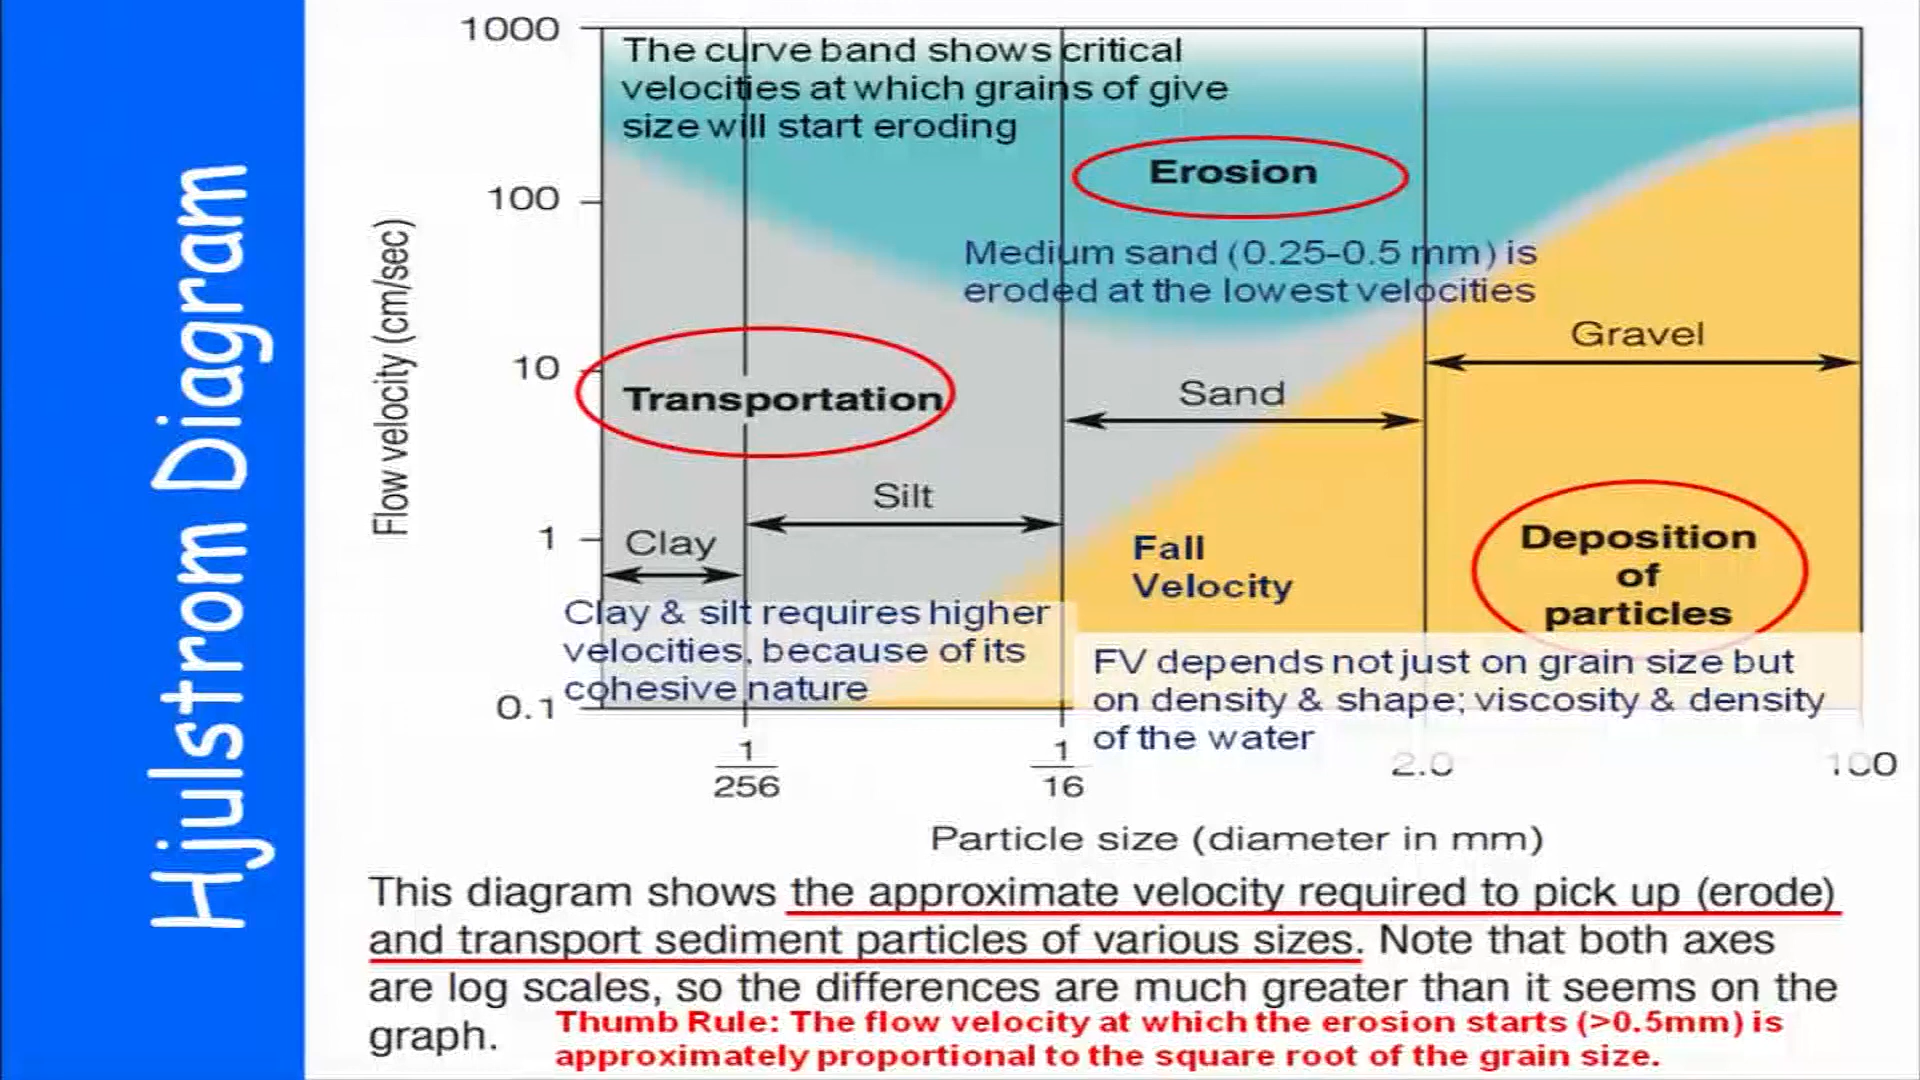 Hjulstrom Diagram
1000
100
10
1
0.1
Flow velocity (cm/sec)
The curve band shows critical
velocities at which grains of give
size will start eroding
Erosion
Medium sand (0.25-0.5 mm) is
eroded at the lowest velocities
Gravel
Transportation
Sand
Silt
Clay
Fall
Velocity
Deposition
of
particles
Clay & silt requires higher
velocities, because of its
cohesive nature
FV depends not just on grain size but
on density & shape; viscosity & density
of the water
1
256
1
16
2.0
100
Particle size (diameter in mm)
This diagram shows the approximate velocity required to pick up (erode)
and transport sediment particles of various sizes. Note that both axes
are log scales, so the differences are much greater than it seems on the
graph.
Thumb Rule: The flow velocity at which the erosion starts (>0.5mm) is
approximately proportional to the square root of the grain size.